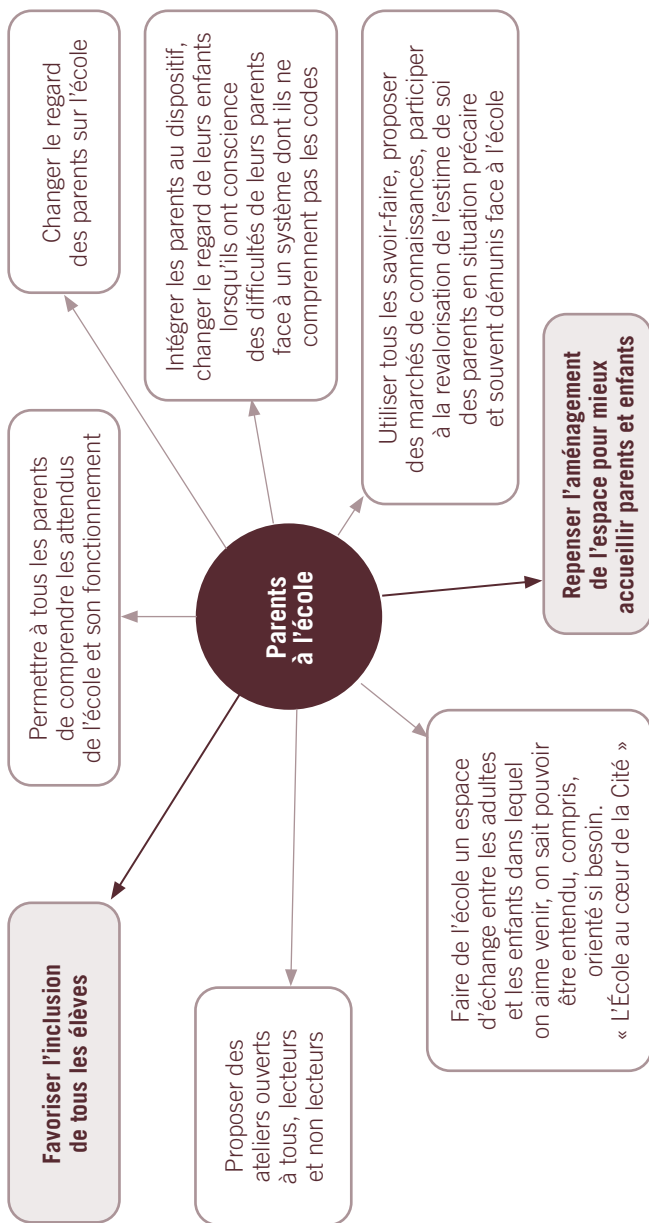 Favoriser l'inclusion
de tous les élèves
Permettre à tous les parents
de comprendre les attendus
de l'école et son fonctionnement
Changer le regard
des parents sur l'école
Proposer des
ateliers ouverts
à tous, lecteurs
et non lecteurs
Parents
à l'école
Intégrer les parents au dispositif,
changer le regard de leurs enfants
lorsqu'ils ont conscience
des difficultés de leurs parents
face à un système dont ils ne
comprennent pas les codes
Faire de l'école un espace
d'échange entre les adultes
et les enfants dans lequel
on aime venir, on sait pouvoir
être entendu, compris,
orienté si besoin.
« L'École au cœur de la Cité »
Repenser l'aménagement
de l'espace pour mieux
accueillir parents et enfants
Utiliser tous les savoir-faire, proposer
des marchés de connaissances, participer
à la revalorisation de l'estime de soi
des parents en situation précaire
et souvent démunis face à l'école